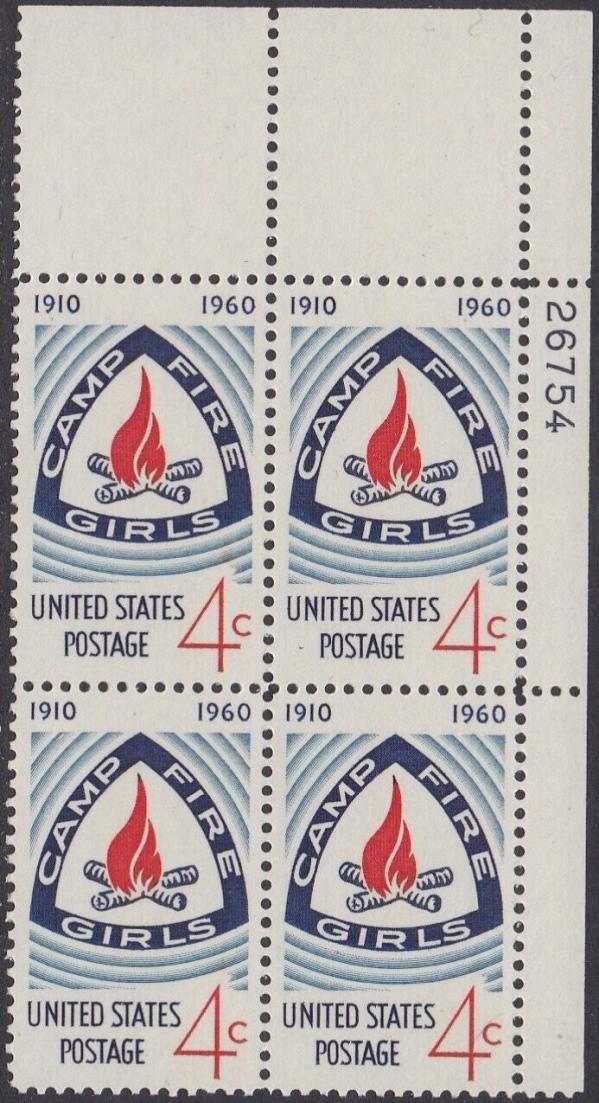 1910 1960
CAMP FIRE
GIRLS
UNITED STATES
POSTAGE 4c
1910 1960
CAMP FIRE
GIRLS
UNITED STATES
POSTAGE 4c
26754
1910 1960
CAMP FIRE
GIRLS
UNITED STATES
POSTAGE 4c
1910 1960
CAMP FIRE
GIRLS
UNITED STATES
POSTAGE 4c